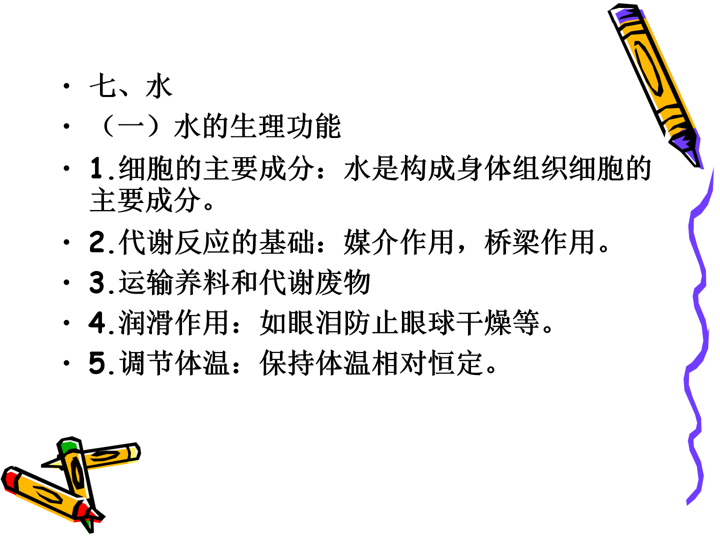 • 七、水
• （一）水的生理功能
• 1.细胞的主要成分：水是构成身体组织细胞的
主要成分。
• 2.代谢反应的基础：媒介作用，桥梁作用。
• 3.运输养料和代谢废物
• 4.润滑作用：如眼泪防止眼球干燥等。
• 5.调节体温：保持体温相对恒定。